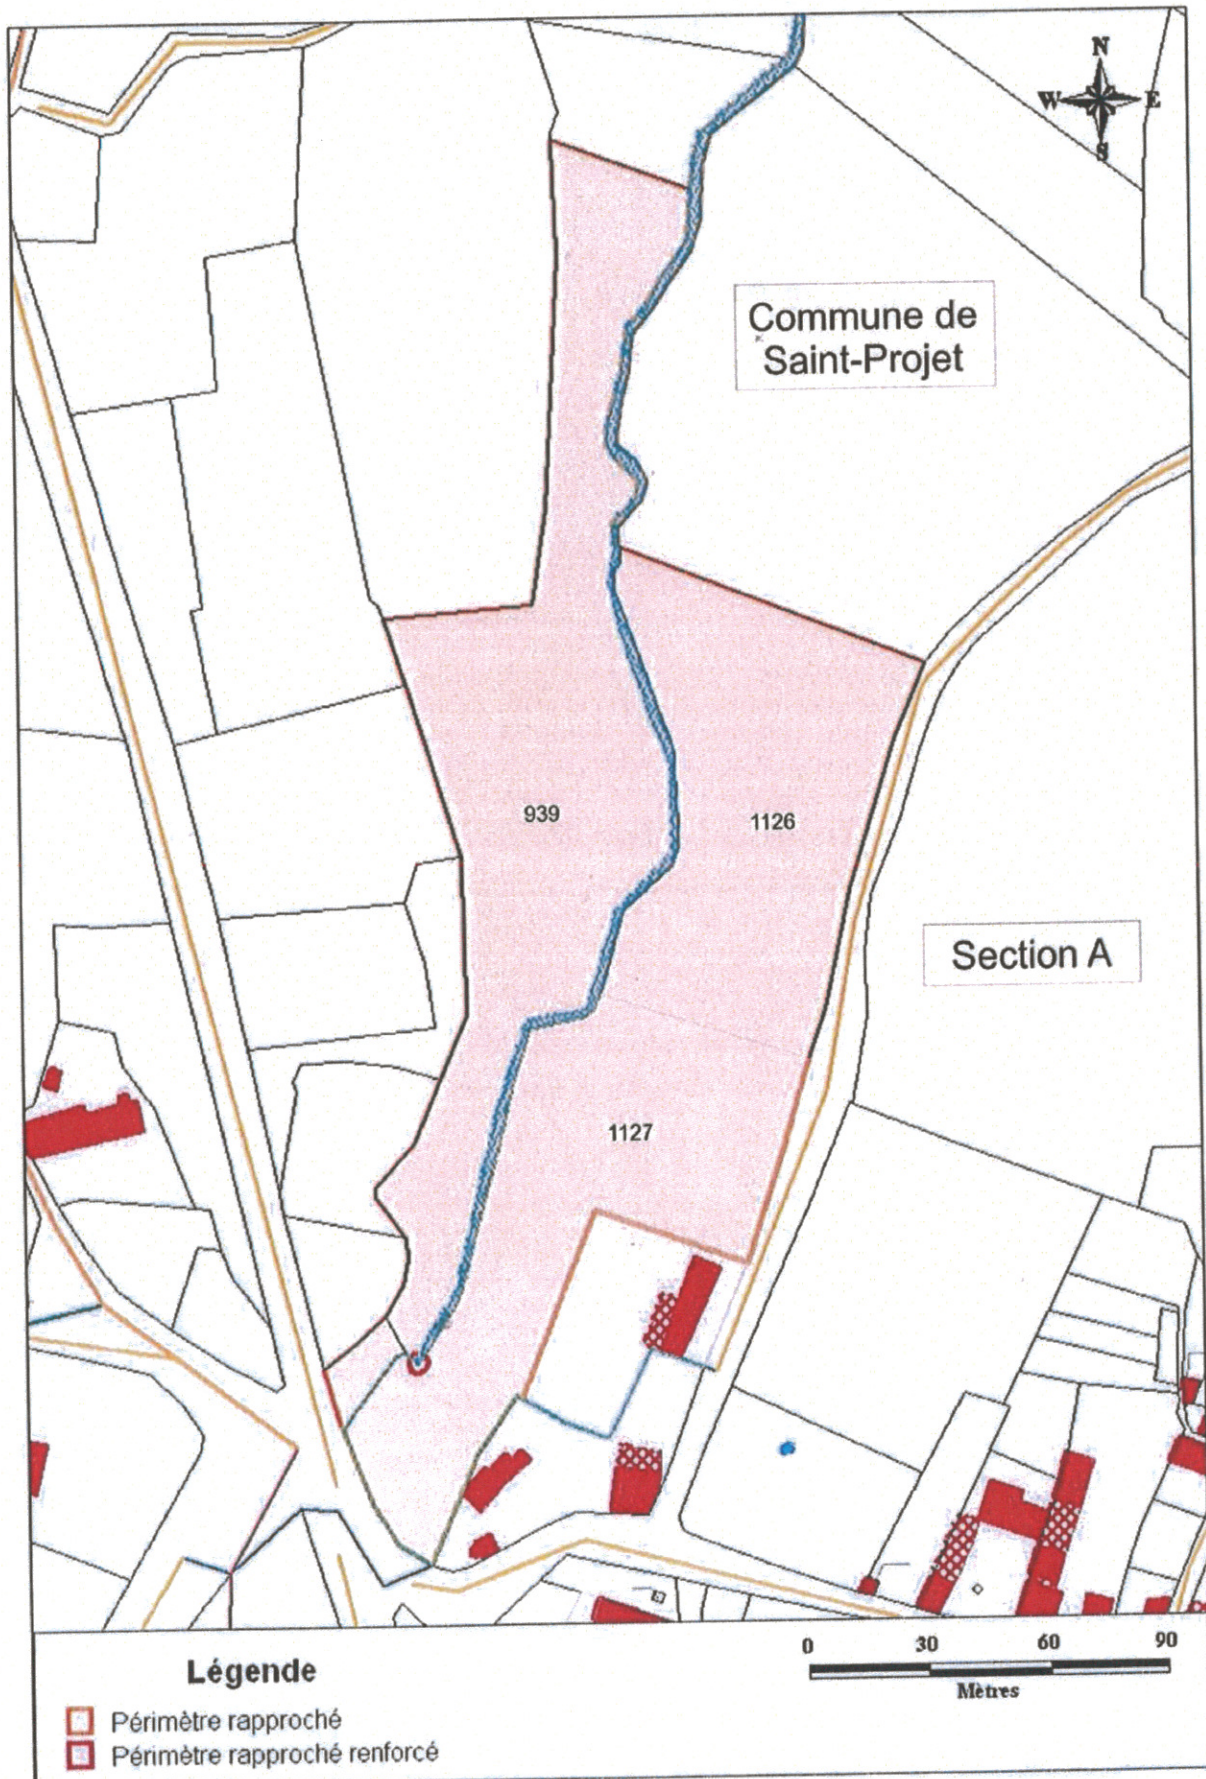 N
W E
S
Commune de
Saint-Projet
939
1126
Section A
1127
0 30 60 90
Mètres
Légende
Périmètre rapproché
Périmètre rapproché renforcé